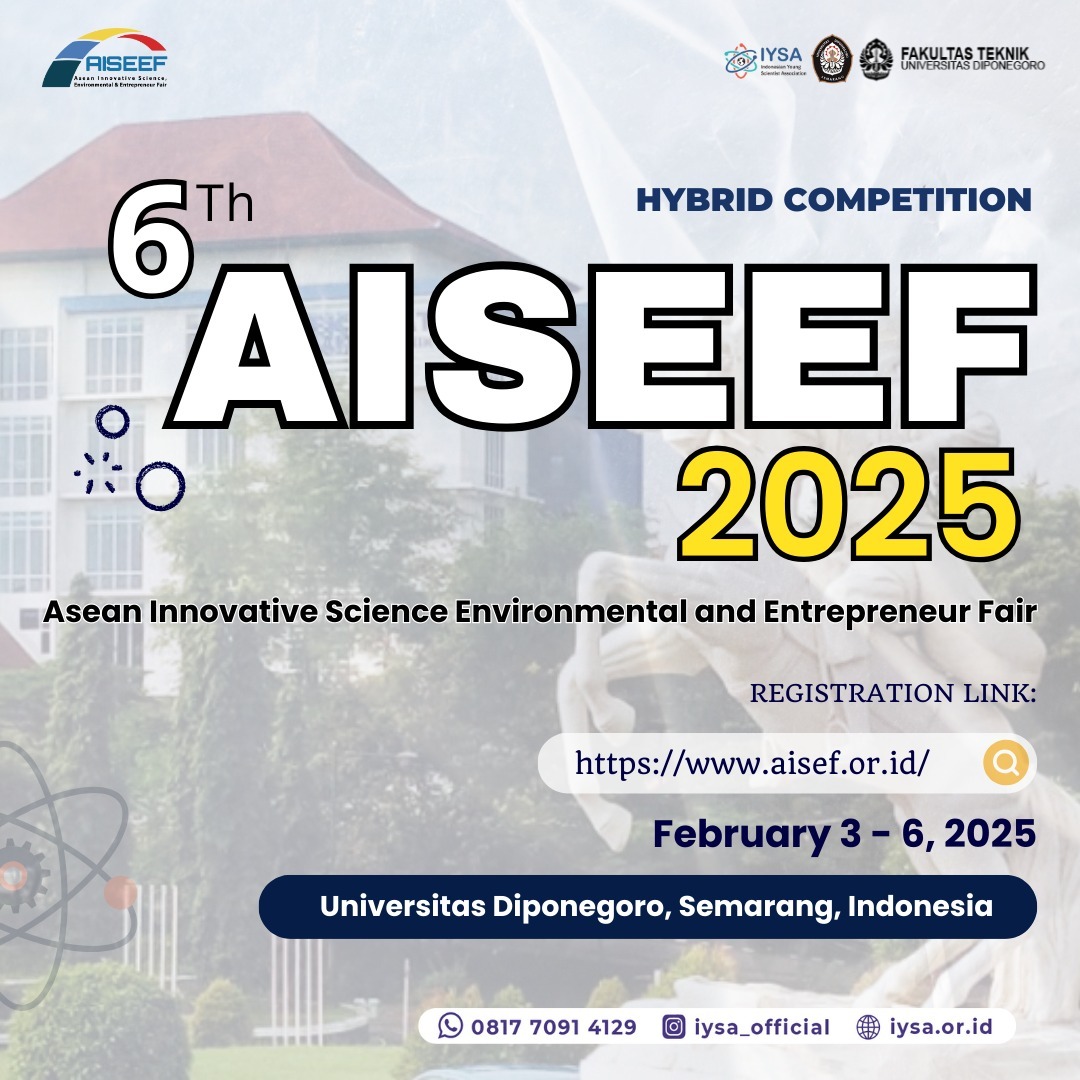 AISEEF
Asean Innovative Science,
Environmental & Entrepreneur Fair
IYSA
Indonesian Young
Scientist Association
FAKULTAS TEKNIK
UNIVERSITAS DIPONEGORO
6Th
HYBRID COMPETITION
AISEEF
2025
Asean Innovative Science Environmental and Entrepreneur Fair
REGISTRATION LINK:
https://www.aisef.or.id/
February 3 - 6, 2025
Universitas Diponegoro, Semarang, Indonesia
0817 7091 4129 iysa_official iysa.or.id